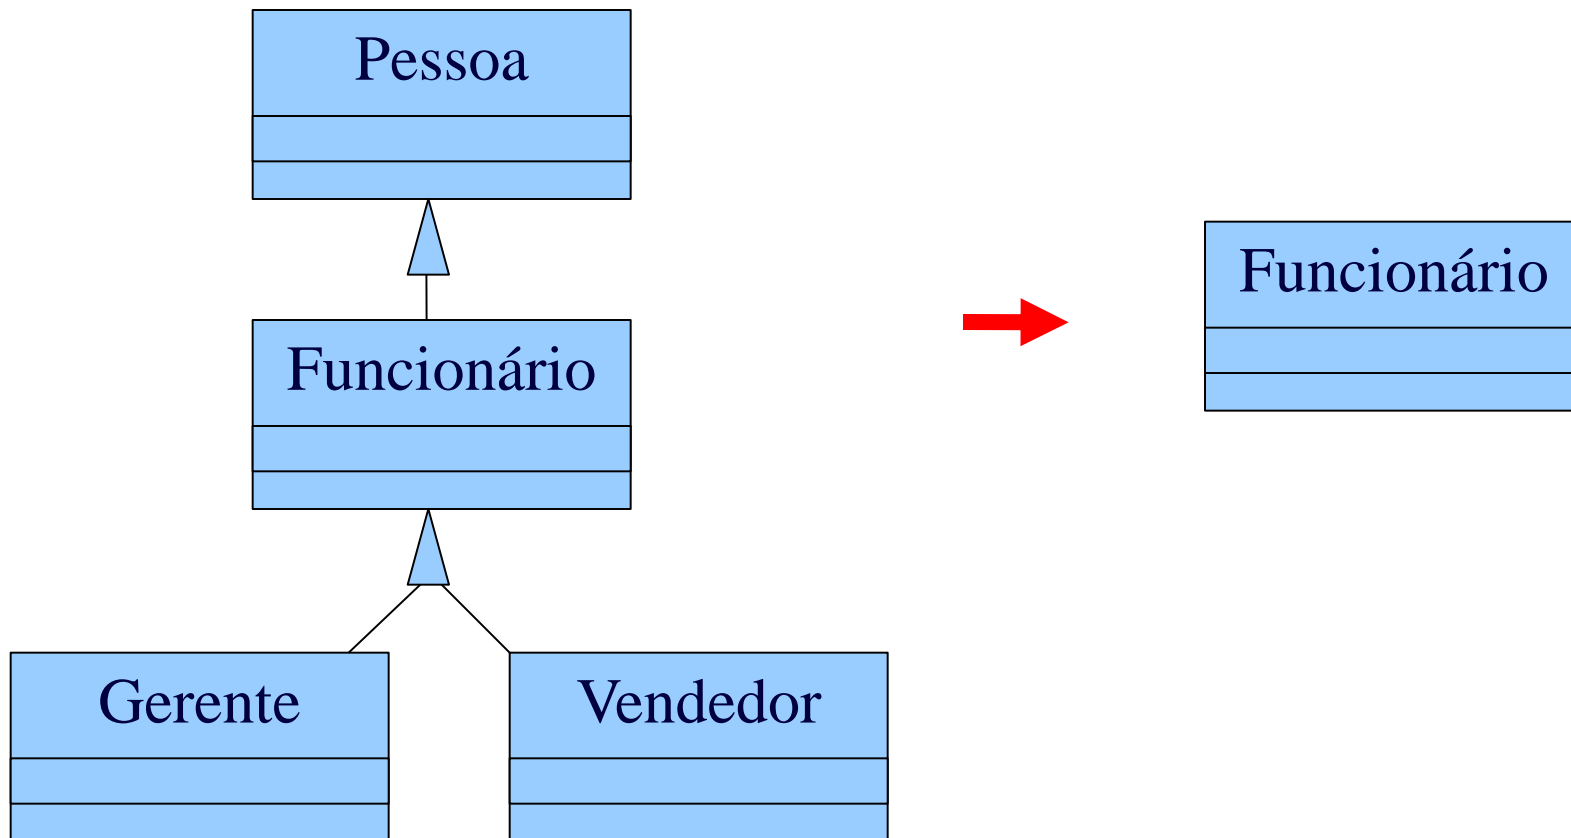 Pessoa
Funcionário
Funcionário
Gerente
Vendedor